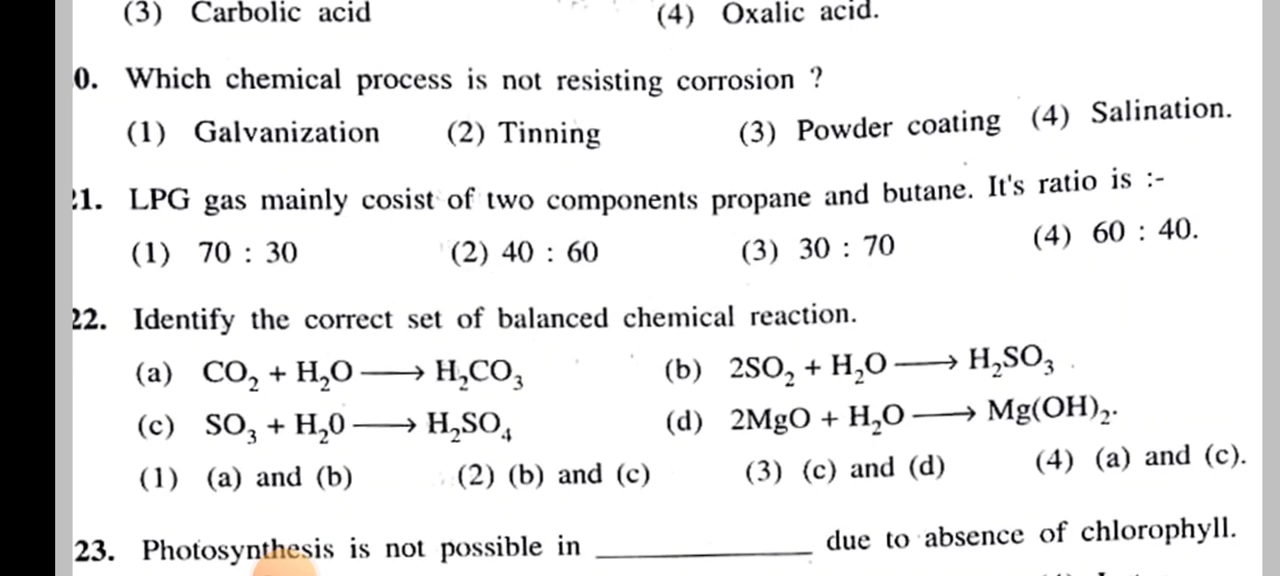 (3) Carbolic acid (4) Oxalic acid.
0. Which chemical process is not resisting corrosion ?
(1) Galvanization (2) Tinning (3) Powder coating (4) Salination.
21. LPG gas mainly cosist of two components propane and butane. It's ratio is :-
(1) 70 : 30 (2) 40 : 60 (3) 30 : 70 (4) 60 : 40.
22. Identify the correct set of balanced chemical reaction.
(a) CO₂ + H₂O ⟶ H₂CO₃ (b) 2SO₂ + H₂O ⟶ H₂SO₃
(c) SO₃ + H₂0 ⟶ H₂SO₄ (d) 2MgO + H₂O ⟶ Mg(OH)₂.
(1) (a) and (b) (2) (b) and (c) (3) (c) and (d) (4) (a) and (c).
23. Photosynthesis is not possible in __________ due to absence of chlorophyll.